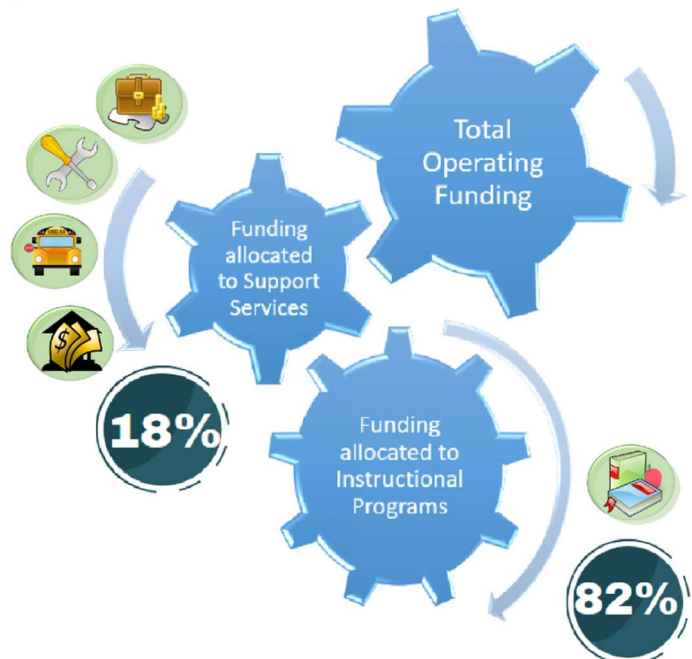 Total
Operating
Funding
Funding
allocated
to Support
Services
18%
Funding
allocated to
Instructional
Programs
82%